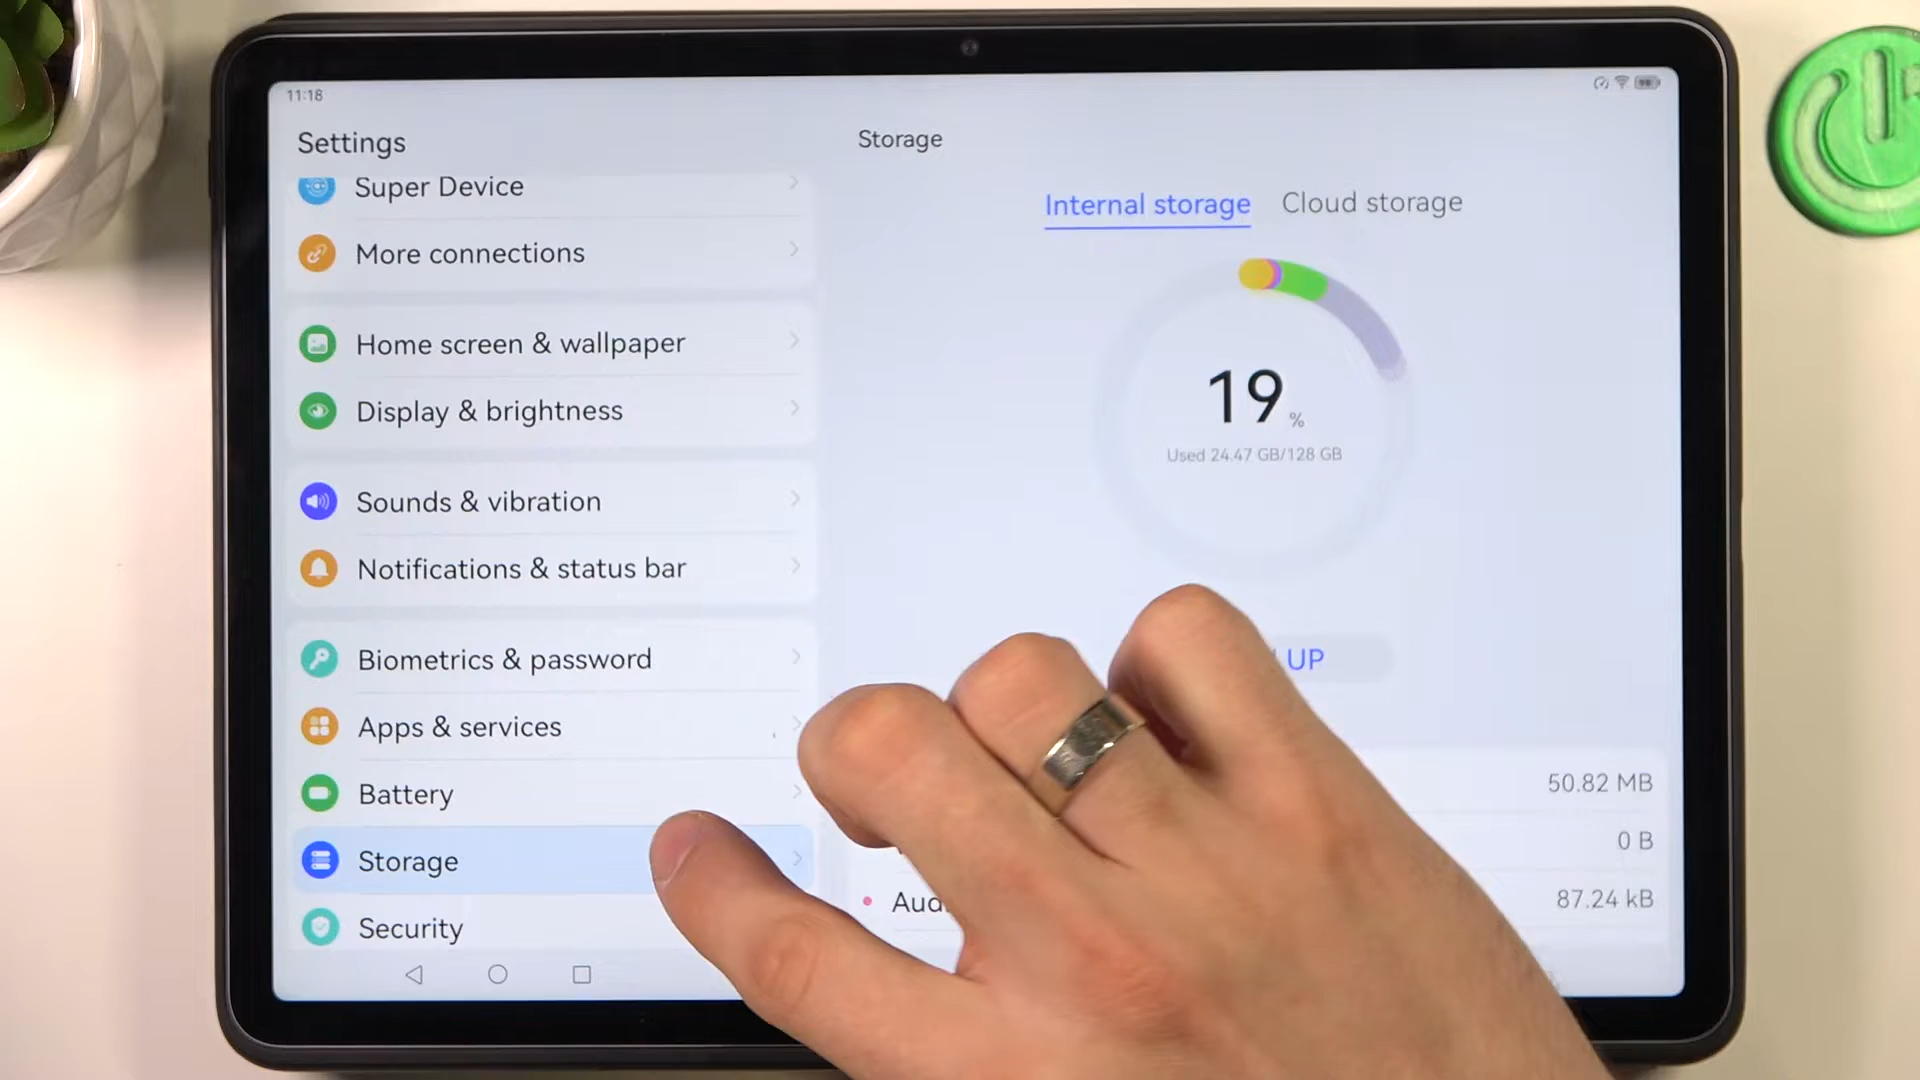 11:18
Settings
Super Device
More connections
Home screen & wallpaper
Display & brightness
Sounds & vibration
Notifications & status bar
Biometrics & password
Apps & services
Battery
Storage
Security
Storage
Internal storage
Cloud storage
19 %
Used 24.47 GB/128 GB
UP
50.82 MB
0 B
Aud
87.24 kB